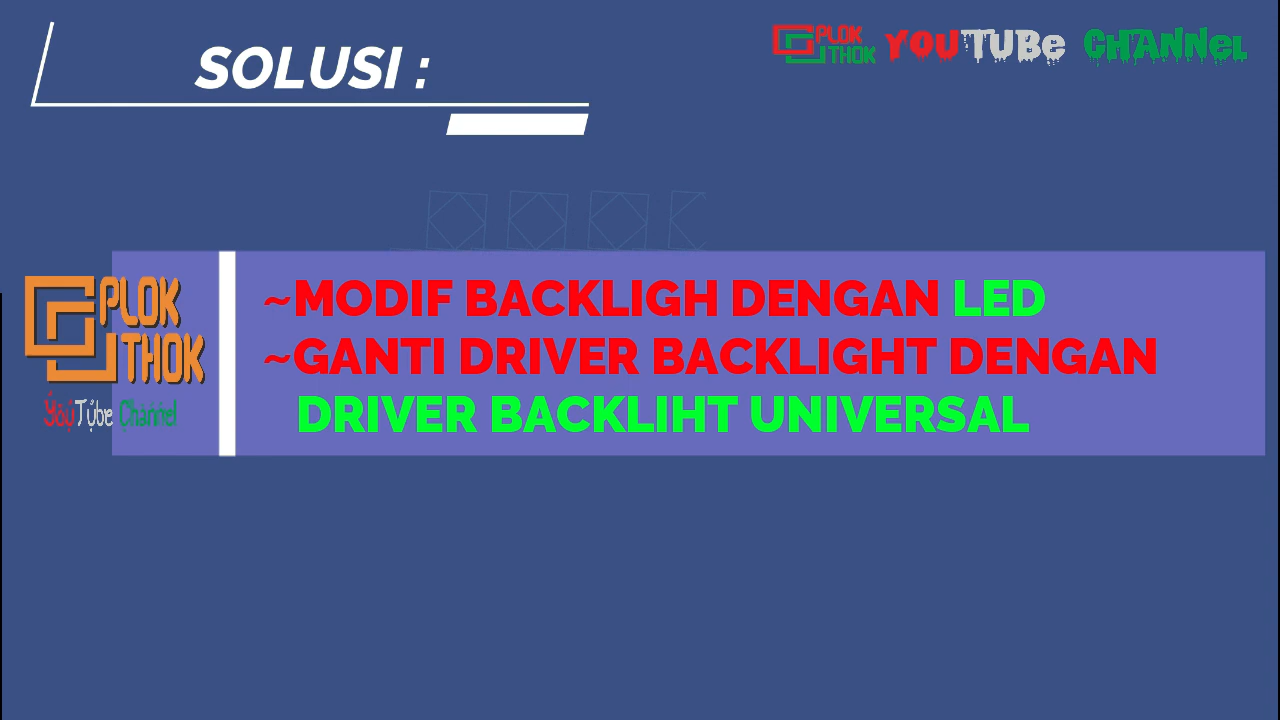 SOLUSI :
PLOK THOK YOUTUBe CHANNeL
~MODIF BACKLIGH DENGAN LED
~GANTI DRIVER BACKLIGHT DENGAN
DRIVER BACKLIHT UNIVERSAL
PLOK
THOK
YouTube Channel